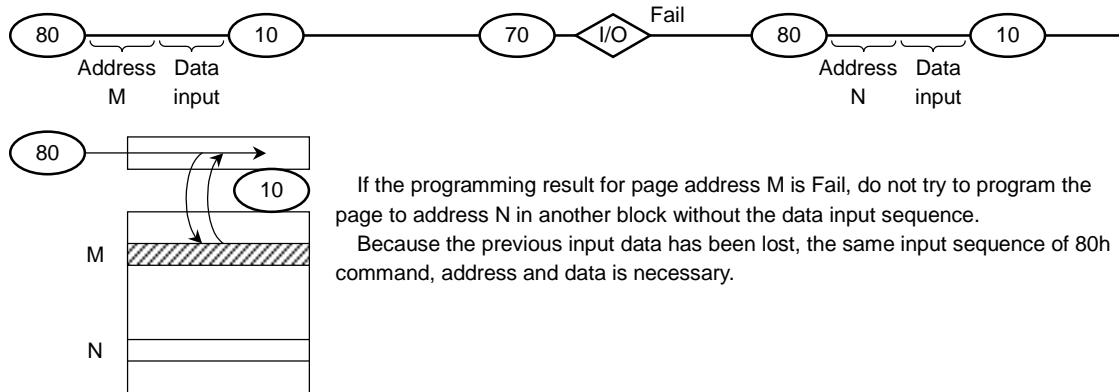 80 10 70 I/O Fail 80 10
Address Data Address Data
M input N input
80
10
If the programming result for page address M is Fail, do not try to program the
page to address N in another block without the data input sequence.
Because the previous input data has been lost, the same input sequence of 80h
command, address and data is necessary.
M
N